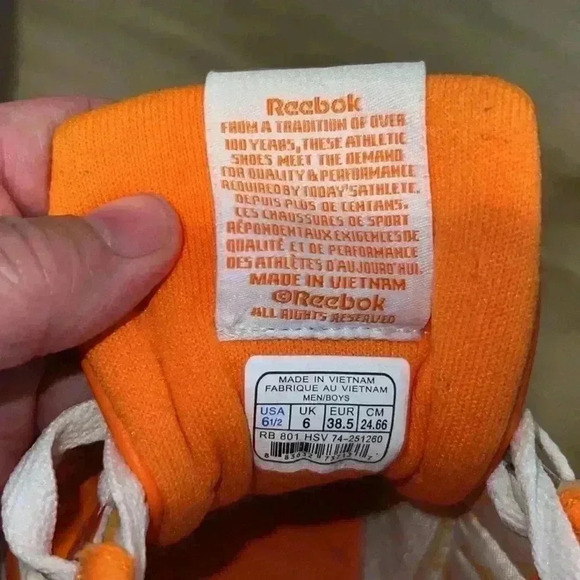 Reebok
FROM A TRADITION OF OVER
100 YEARS, THESE ATHLETIC
SHOES MEET THE DEMAND
FOR QUALITY & PERFORMANCE
REQUIRED BY TODAY'S ATHLETE.
DEPUIS PLUS DE CENT ANS,
CES CHAUSSURES DE SPORT
RÉPONDENT AUX EXIGENCES DE
QUALITÉ ET DE PERFORMANCE
DES ATHLÈTES D'AUJOURD'HUI.
MADE IN VIETNAM
©Reebok
ALL RIGHTS RESERVED
MADE IN VIETNAM
FABRIQUE AU VIETNAM
MEN/BOYS
USA UK EUR CM
6 1/2 6 38.5 24.66
RB 801 HSV 74-251260